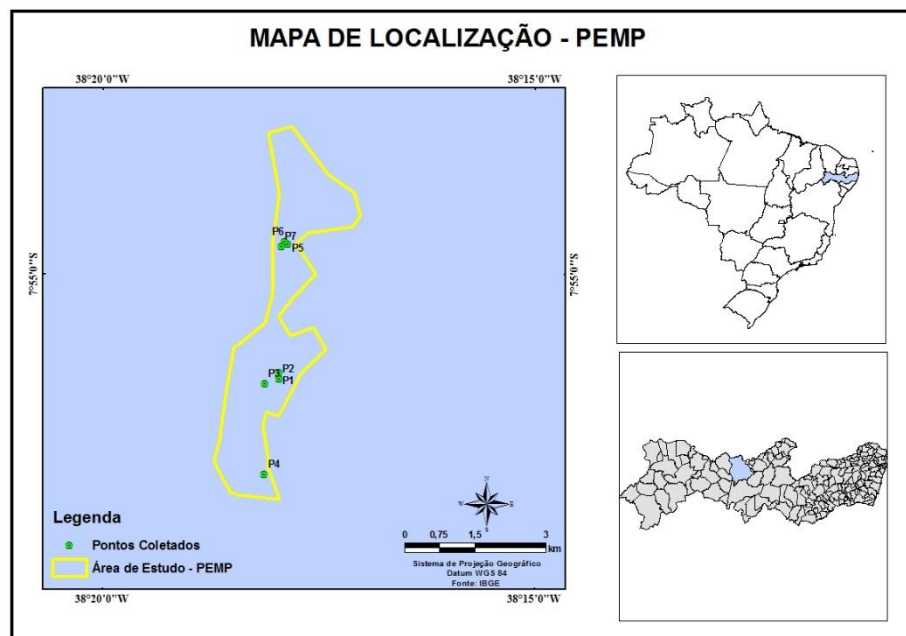 MAPA DE LOCALIZAÇÃO - PEMP
38°20'0"W
38°15'0"W
7°55'0"S
7°55'0"S
P6
P7
P5
P3
P2
P1
P4
Legenda
Pontos Coletados
Área de Estudo - PEMP
N
W
E
S
0
0,75
1,5
3
km
Sistema de Projeção Geográfico
Datum WGS 84
Fonte: IBGE
38°20'0"W
38°15'0"W